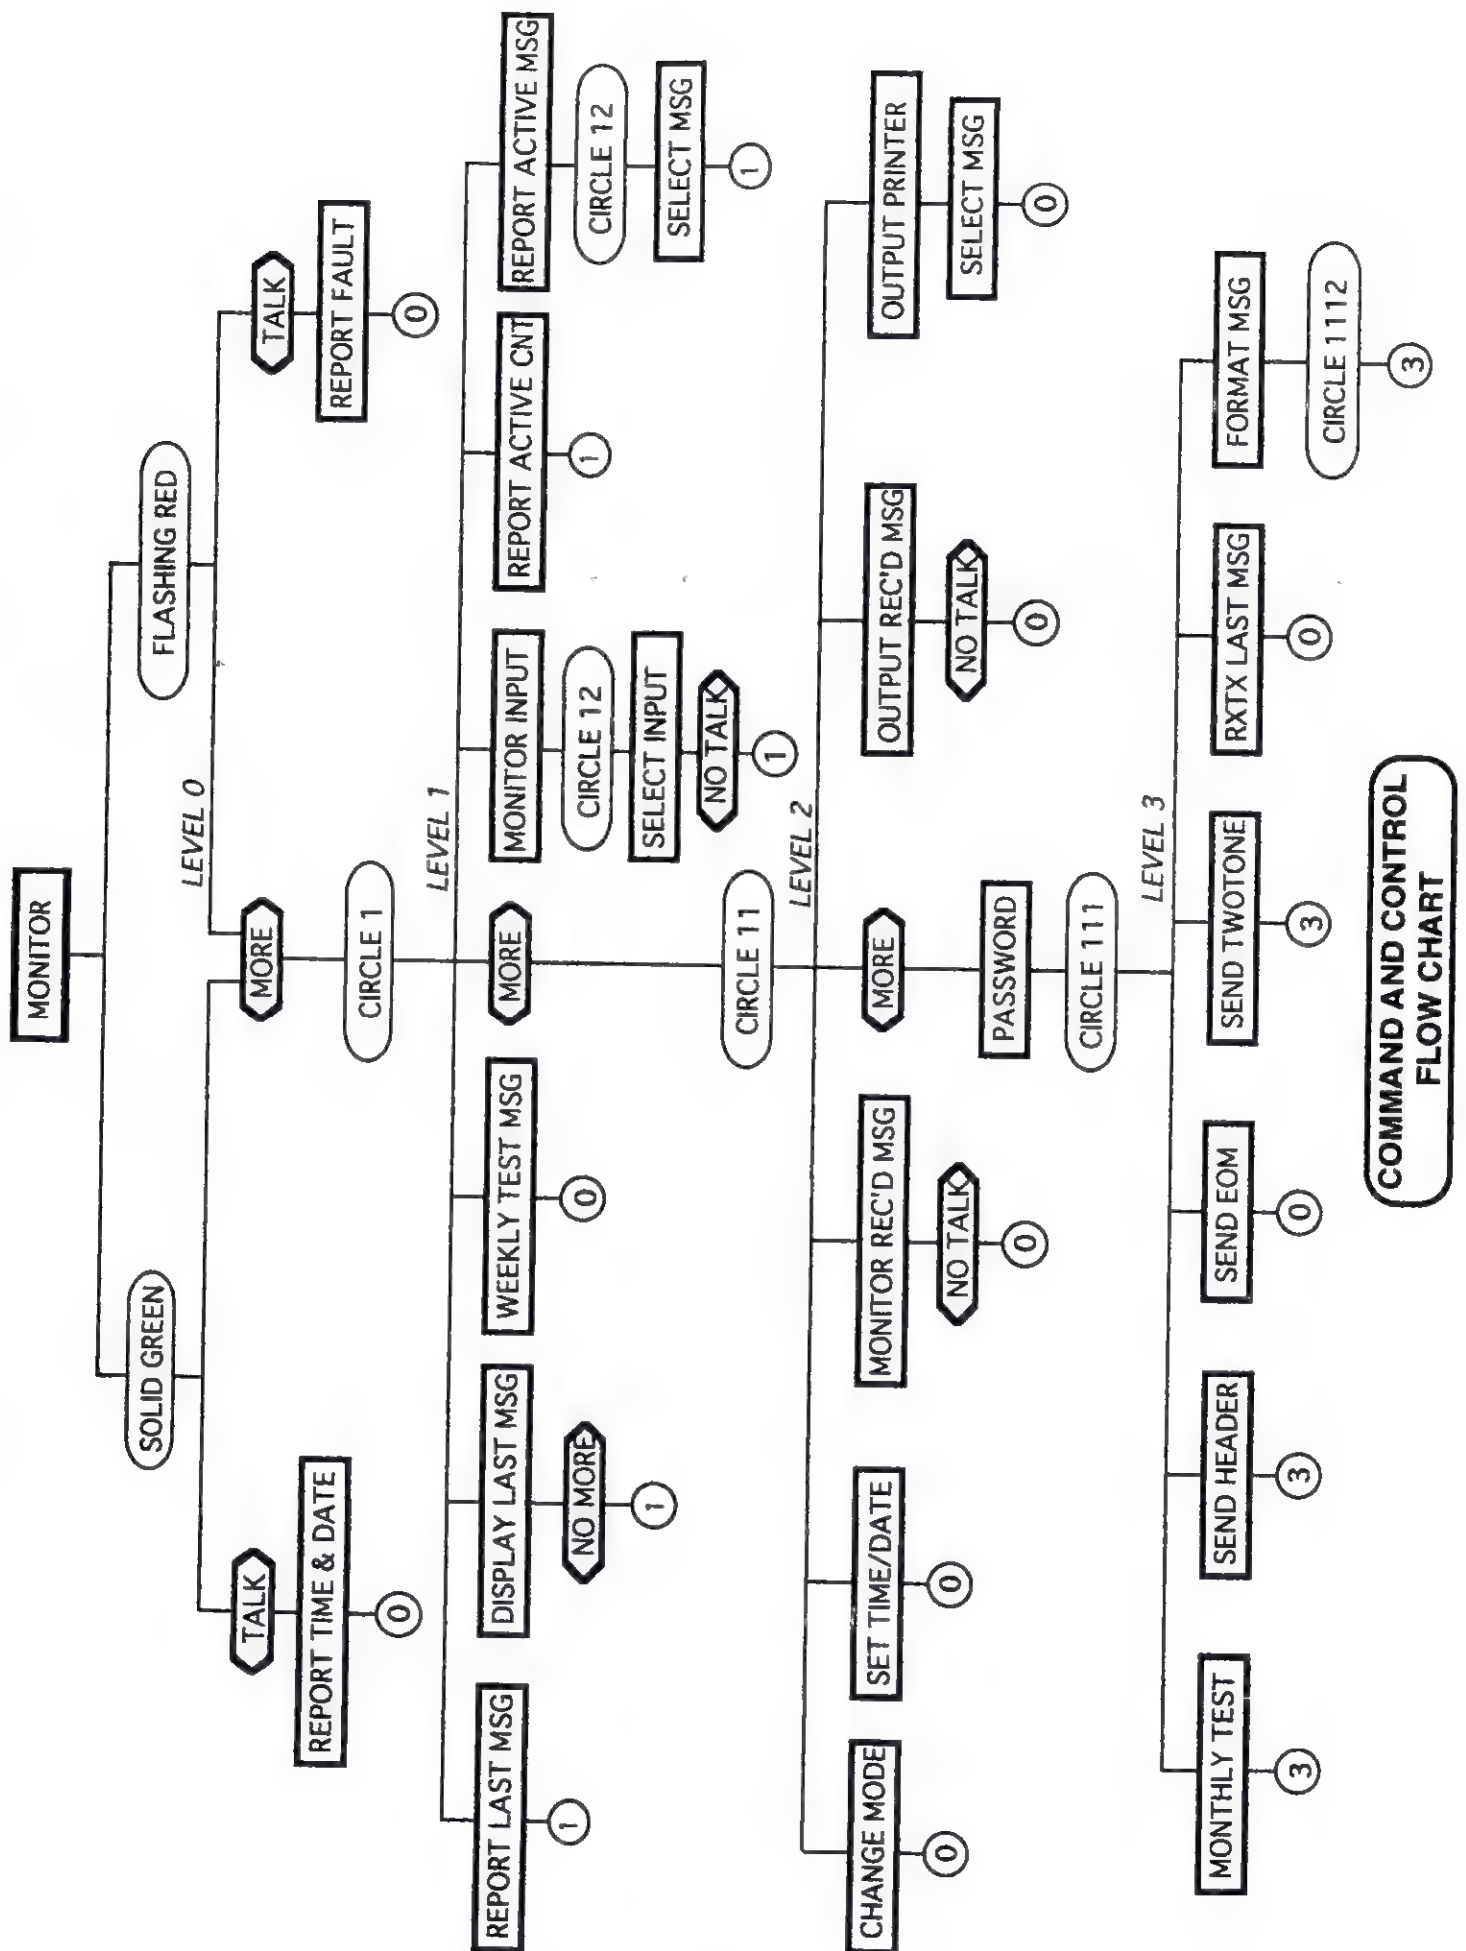 MONITOR
SOLID GREEN
FLASHING RED
LEVEL 0
TALK
MORE
TALK
REPORT TIME & DATE
REPORT FAULT
0
0
CIRCLE 1
LEVEL 1
REPORT LAST MSG
DISPLAY LAST MSG
WEEKLY TEST MSG
MORE
MONITOR INPUT
REPORT ACTIVE CNT
REPORT ACTIVE MSG
1
NO MORE
0
CIRCLE 12
1
CIRCLE 12
1
SELECT INPUT
SELECT MSG
NO TALK
1
1
CIRCLE 11
LEVEL 2
CHANGE MODE
SET TIME/DATE
MONITOR REC'D MSG
MORE
OUTPUT REC'D MSG
OUTPUT PRINTER
0
0
NO TALK
PASSWORD
NO TALK
SELECT MSG
0
0
0
CIRCLE 111
LEVEL 3
MONTHLY TEST
SEND HEADER
SEND EOM
SEND TWOTONE
RXTX LAST MSG
FORMAT MSG
3
3
0
3
0
CIRCLE 1112
3
COMMAND AND CONTROL
FLOW CHART